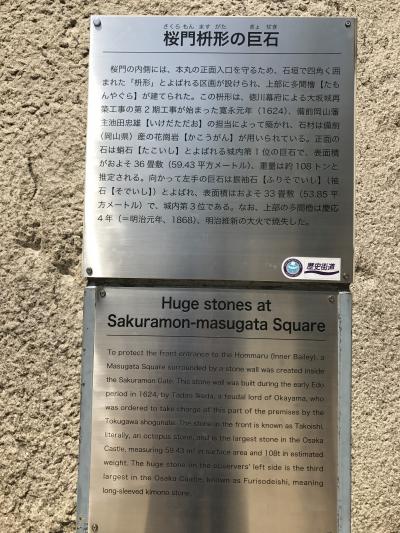 さくら もん ます がた きょ せき
桜門枡形の巨石
桜門の内側には、本丸の正面入口を守るため、石垣で四角く囲
まれた「枡形」とよばれる区画が設けられ、上部に多聞櫓【たも
んやぐら】が建てられた。この枡形は、徳川幕府による大坂城再
築工事の第2期工事が始まった寛永元年（1624）、備前岡山藩
主池田忠雄【いけだただお】の担当によって築かれ、石材は備前
（岡山県）産の花崗岩【かこうがん】が用いられている。正面の
石は蛸石【たこいし】とよばれる城内第1位の巨石で、表面積
がおよそ36畳敷（59.43平方メートル）、重量は約108トンと
推定される。向かって左手の巨石は振袖石【ふりそでいし】（袖
石【そでいし】）とよばれ、表面積はおよそ33畳敷（53.85平
方メートル）で、城内第3位である。なお、上部の多聞櫓は慶応
4年（＝明治元年、1868）、明治維新の大火で焼失した。
歴史街道
Huge stones at
Sakuramon-masugata Square
To protect the front entrance to the Hommaru (Inner Bailey), a
Masugata Square surrounded by a stone wall was created inside
the Sakuramon Gate. This stone wall was built during the early Edo
period in 1624, by Tadao Ikeda, a feudal lord of Okayama, who
was ordered to take charge of this part of the premises by the
Tokugawa shogunate. The stone in the front is known as Takoishi,
literally, an octopus stone, and is the largest stone in the Osaka
Castle, measuring 59.43 m² in surface area and 108t in estimated
weight. The huge stone on the observers' left side is the third
largest in the Osaka Castle, known as Furisodeishi, meaning
long-sleeved kimono stone.